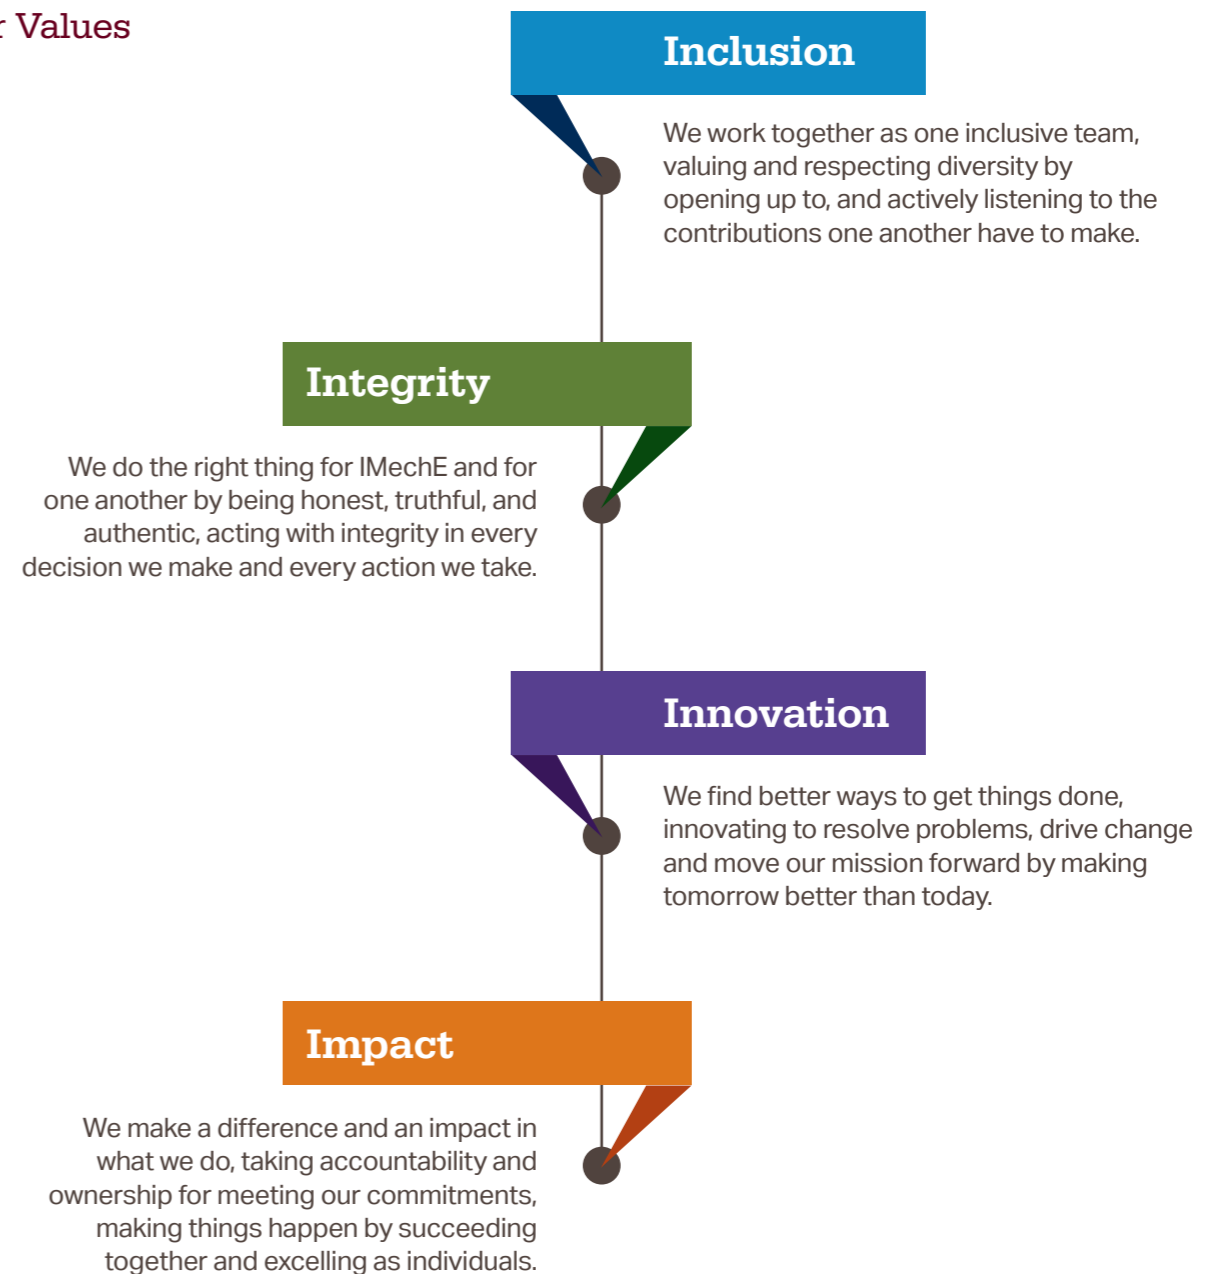 r Values
Inclusion
We work together as one inclusive team,
valuing and respecting diversity by
opening up to, and actively listening to the
contributions one another have to make.
Integrity
We do the right thing for IMechE and for
one another by being honest, truthful, and
authentic, acting with integrity in every
decision we make and every action we take.
Innovation
We find better ways to get things done,
innovating to resolve problems, drive change
and move our mission forward by making
tomorrow better than today.
Impact
We make a difference and an impact in
what we do, taking accountability and
ownership for meeting our commitments,
making things happen by succeeding
together and excelling as individuals.